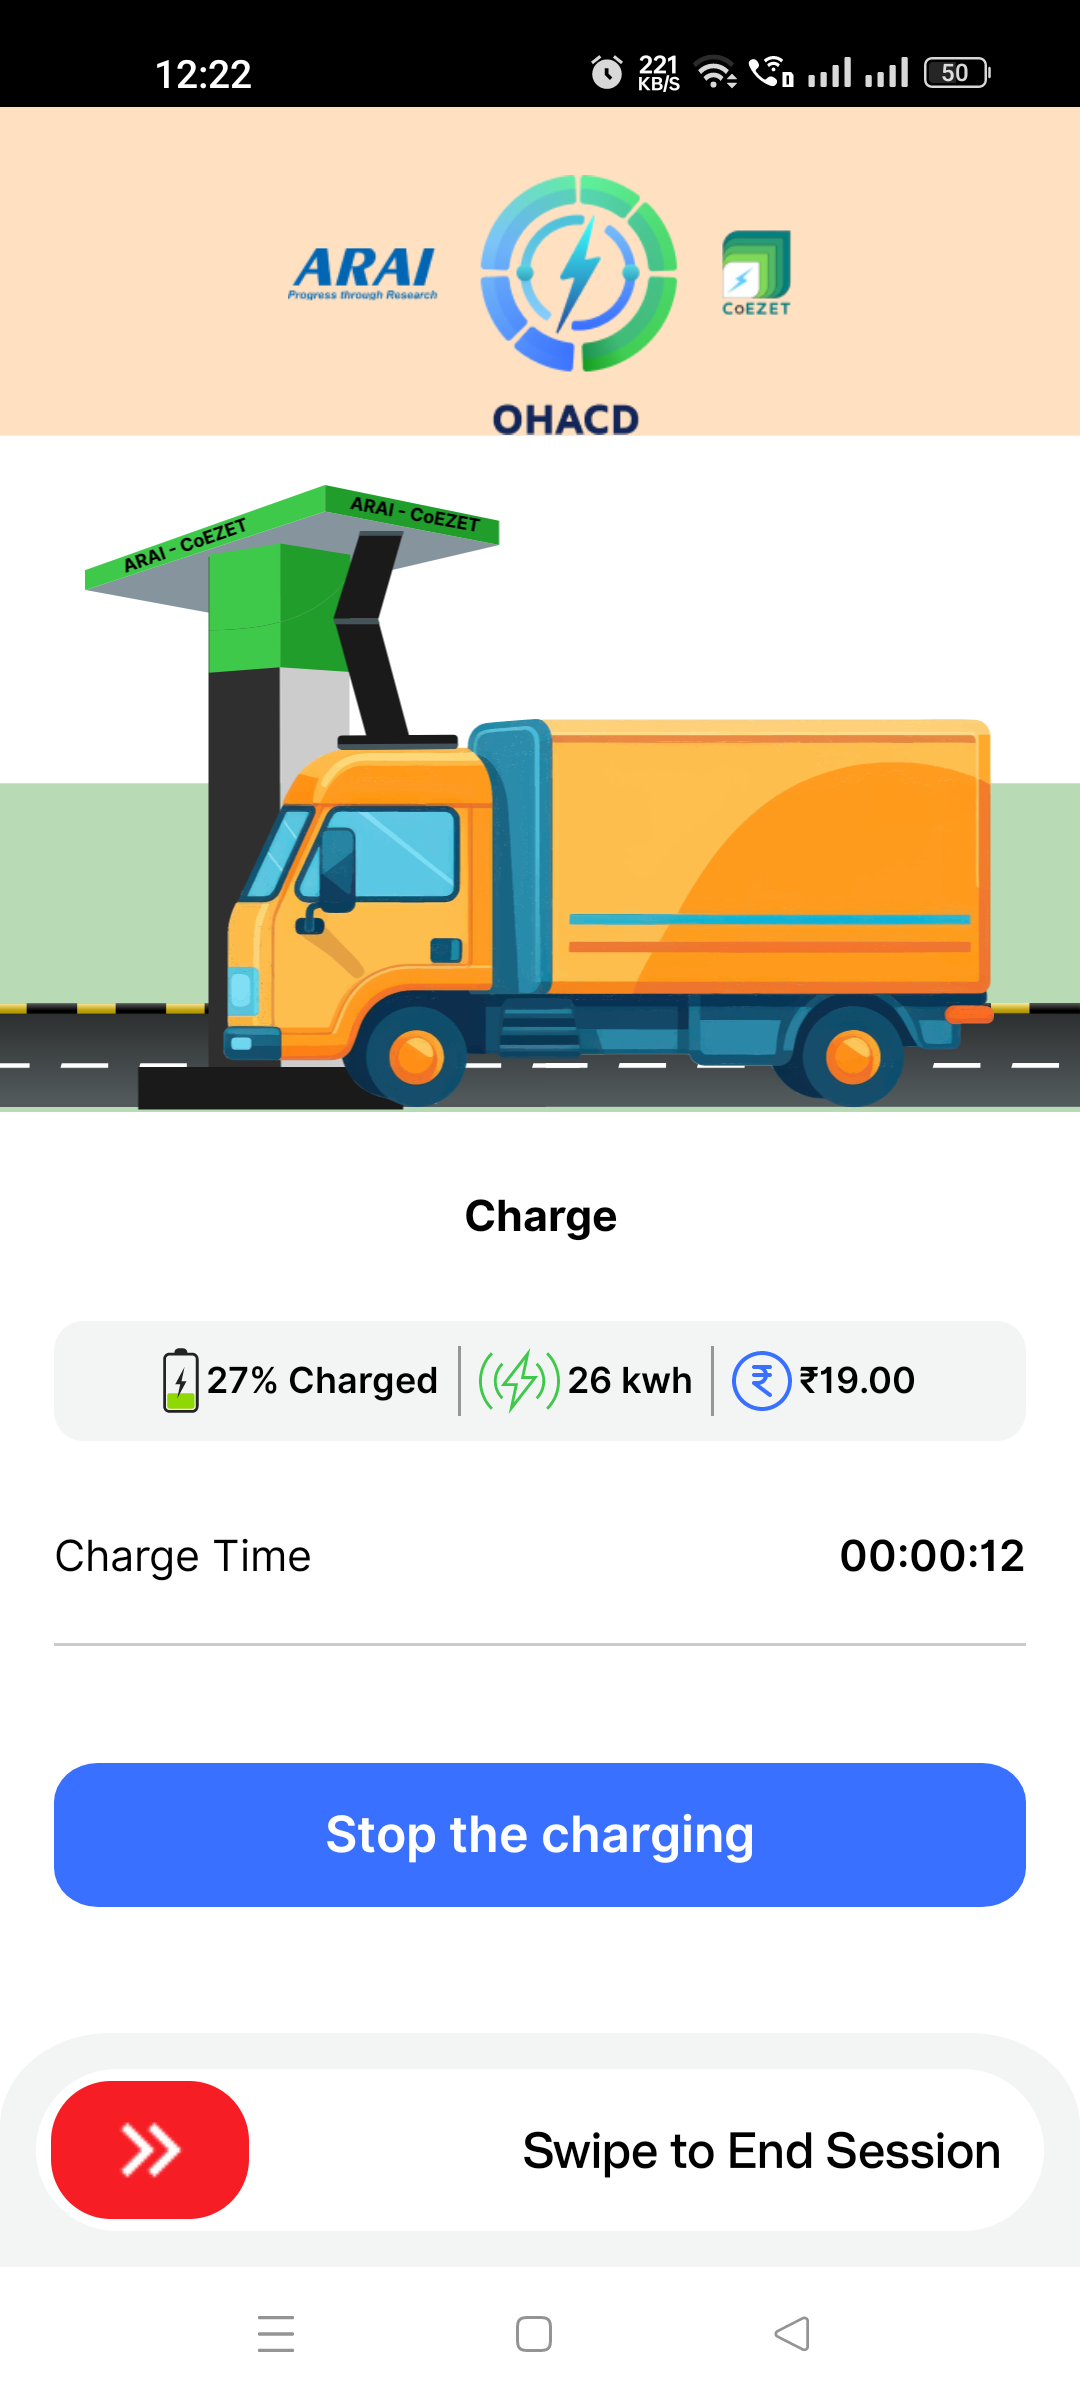 12:22
221
KB/S
50
ARAI
Progress through Research
CoEZET
OHACD
ARAI - CoEZET
ARAI - CoEZET
Charge
27% Charged
26 kwh
₹19.00
Charge Time
00:00:12
Stop the charging
Swipe to End Session